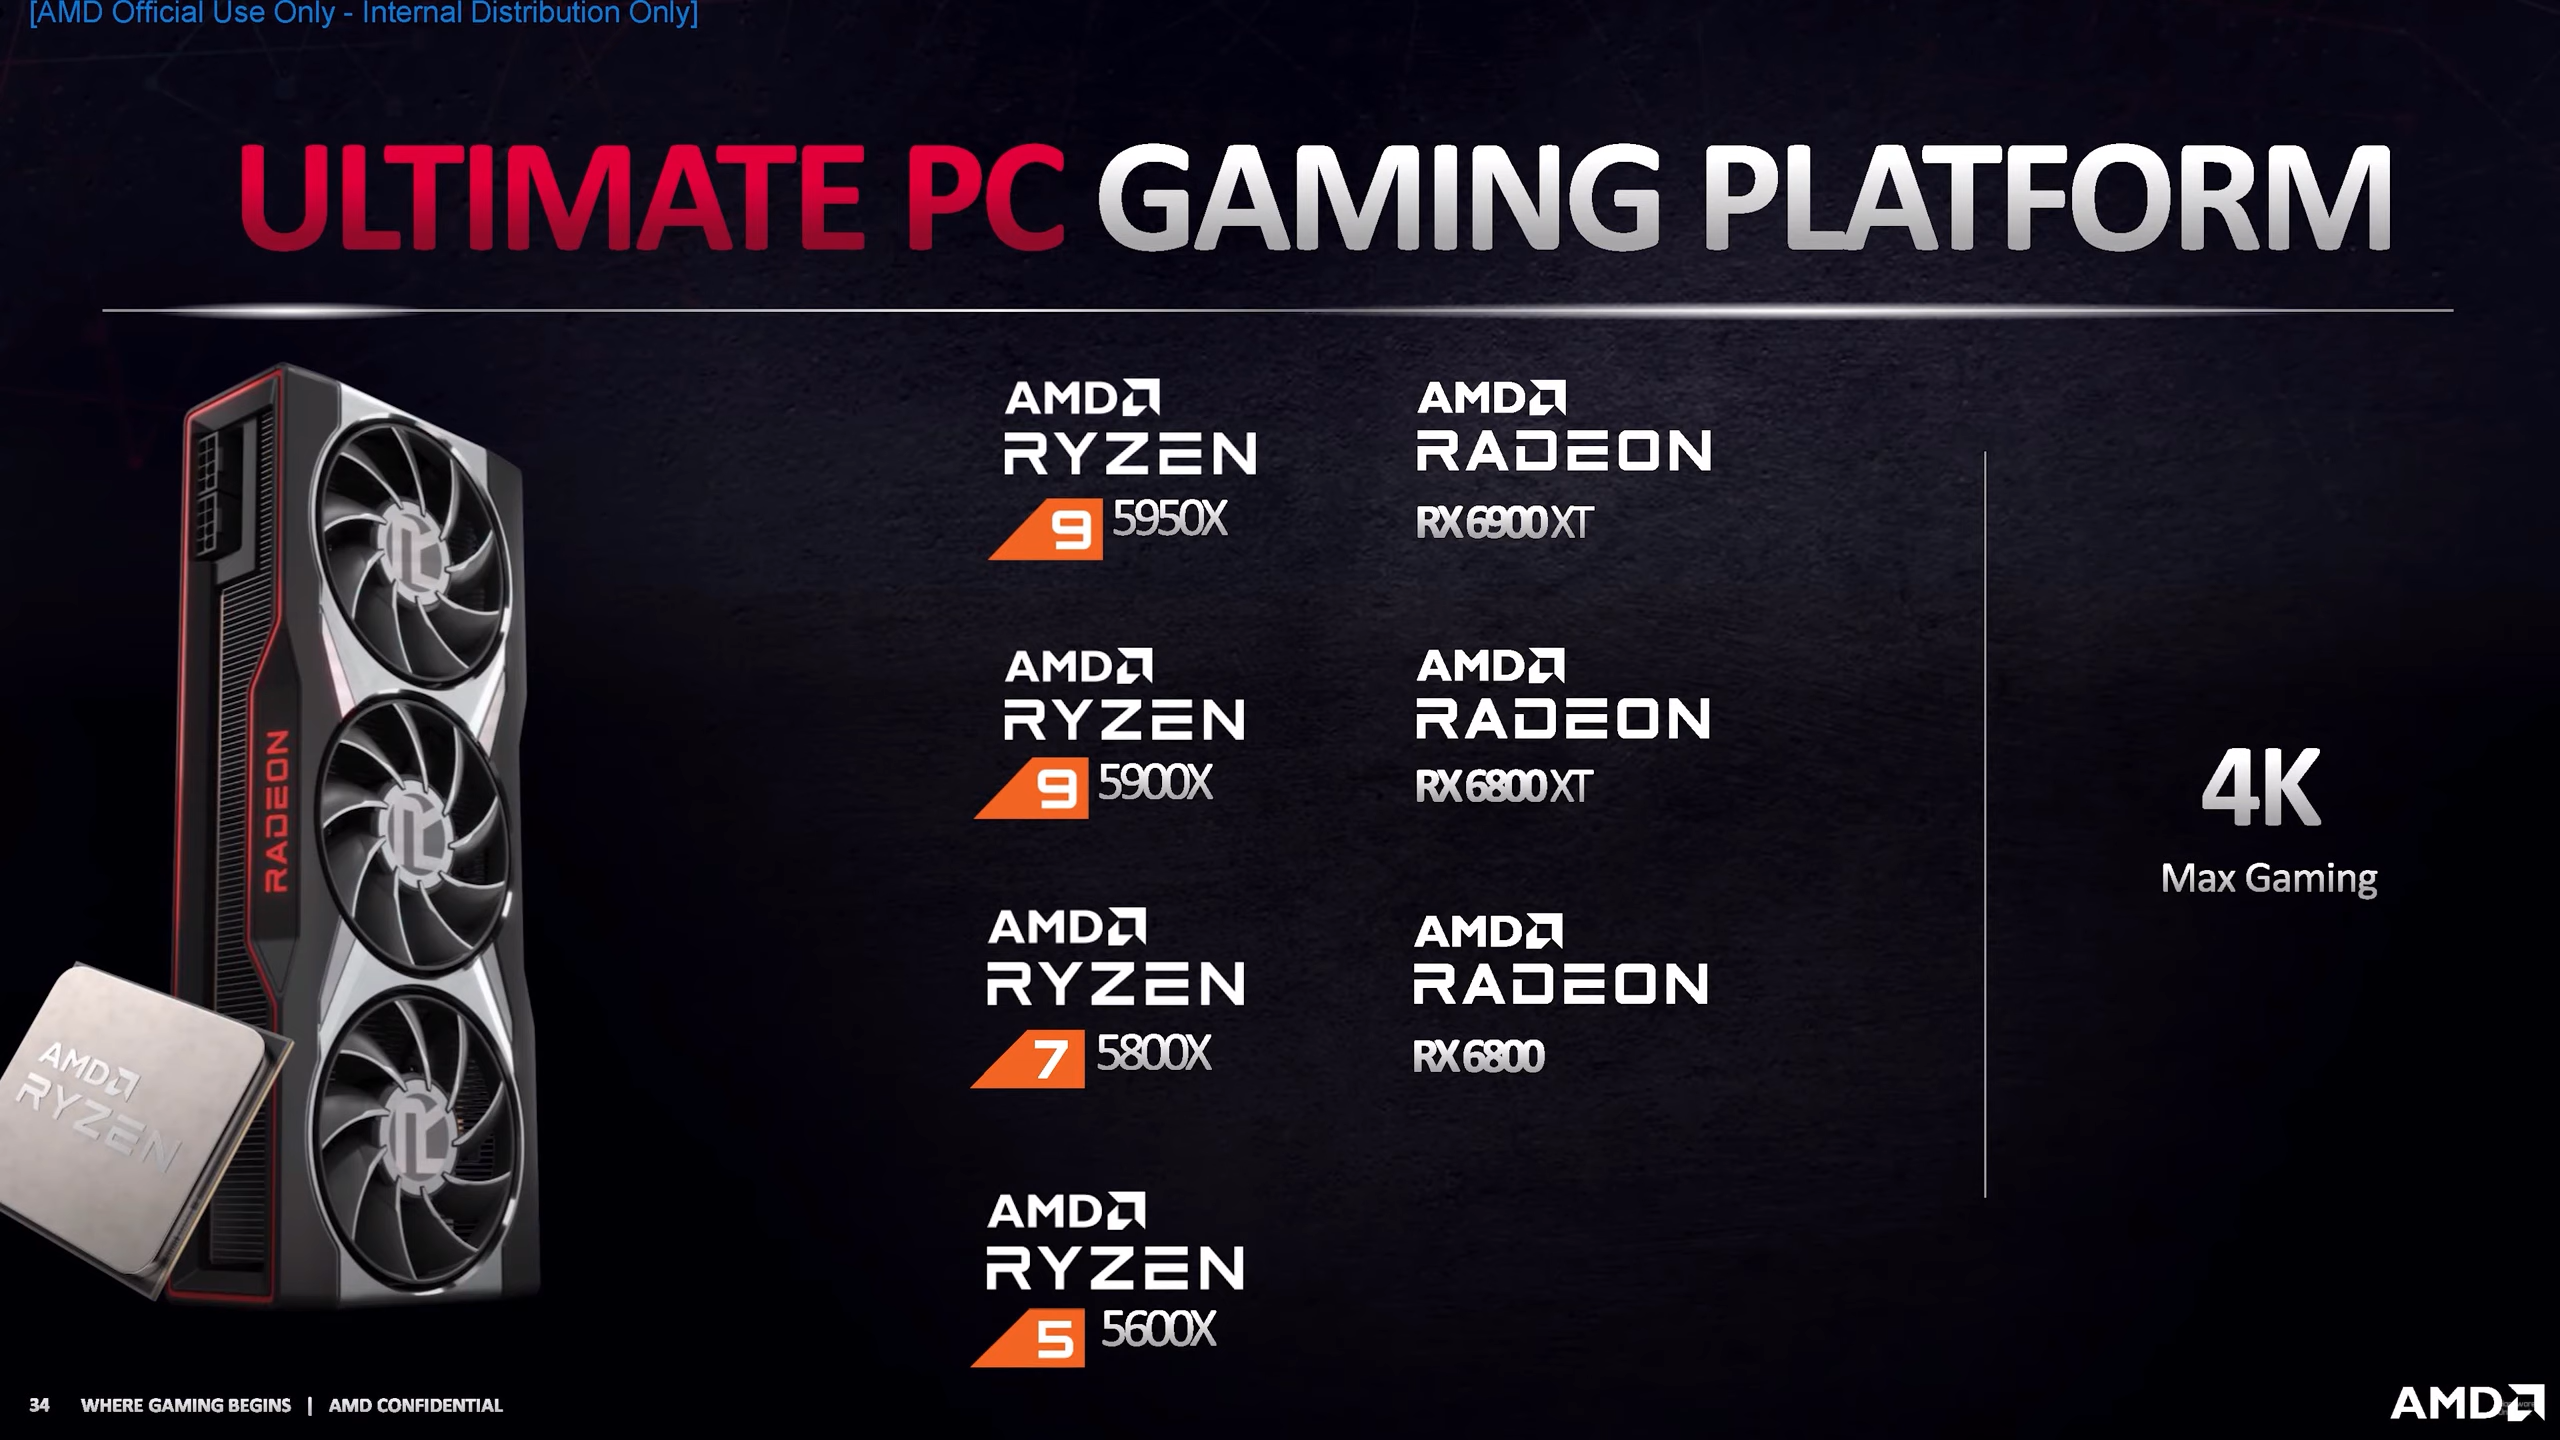 [AMD Official Use Only - Internal Distribution Only]
ULTIMATE PC GAMING PLATFORM
AMD
RYZEN
9 5950X
AMD
RADEON
RX 6900 XT
AMD
RYZEN
9 5900X
AMD
RADEON
RX 6800 XT
AMD
RYZEN
7 5800X
AMD
RADEON
RX 6800
AMD
RYZEN
5 5600X
4K
Max Gaming
RADEON
AMD
RYZEN
34 WHERE GAMING BEGINS | AMD CONFIDENTIAL
AMD